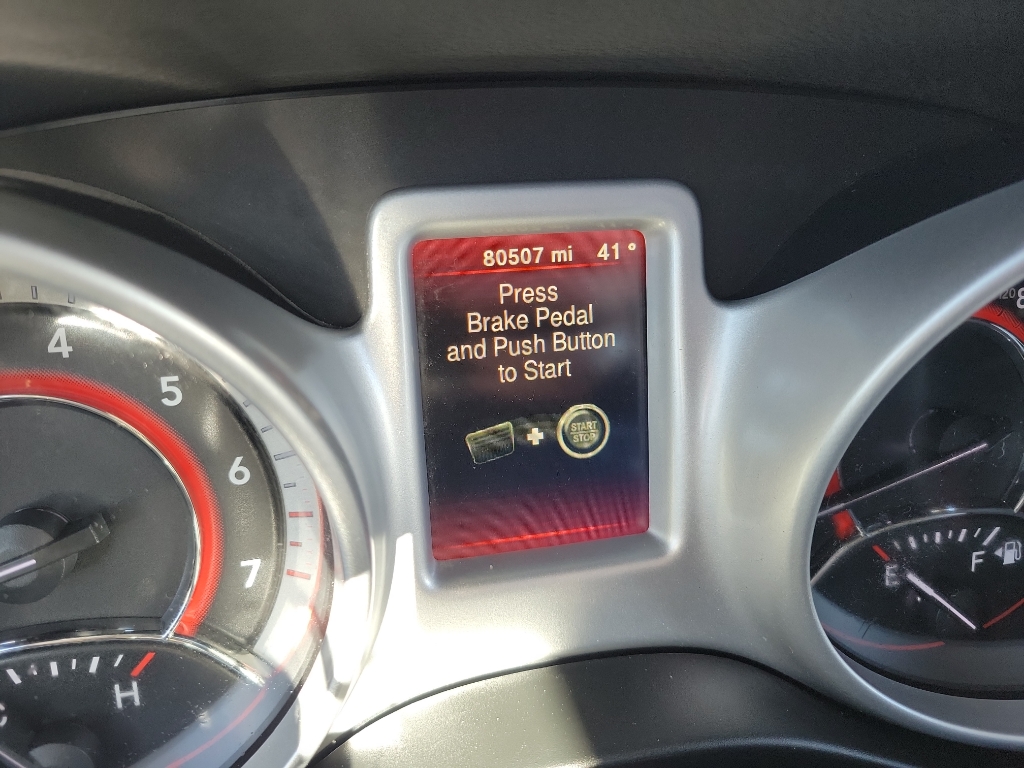 80507 mi 41°
Press
Brake Pedal
and Push Button
to Start
START
STOP
4
5
6
7
H
E
F